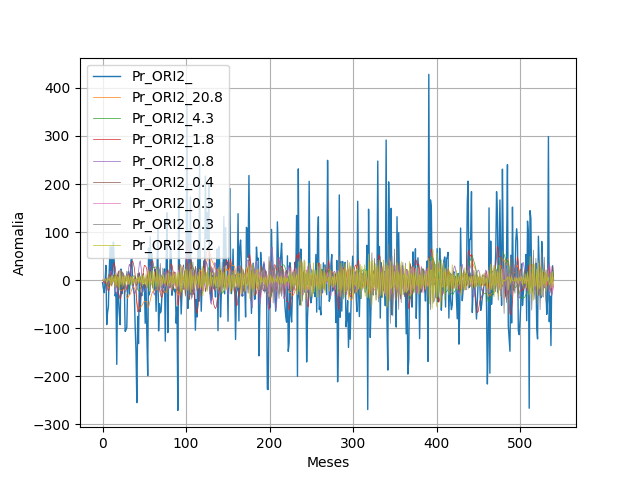 Pr_ORI2_
Pr_ORI2_20.8
Pr_ORI2_4.3
Pr_ORI2_1.8
Pr_ORI2_0.8
Pr_ORI2_0.4
Pr_ORI2_0.3
Pr_ORI2_0.3
Pr_ORI2_0.2
400
300
200
100
0
−100
−200
−300
Anomalia
0 100 200 300 400 500
Meses